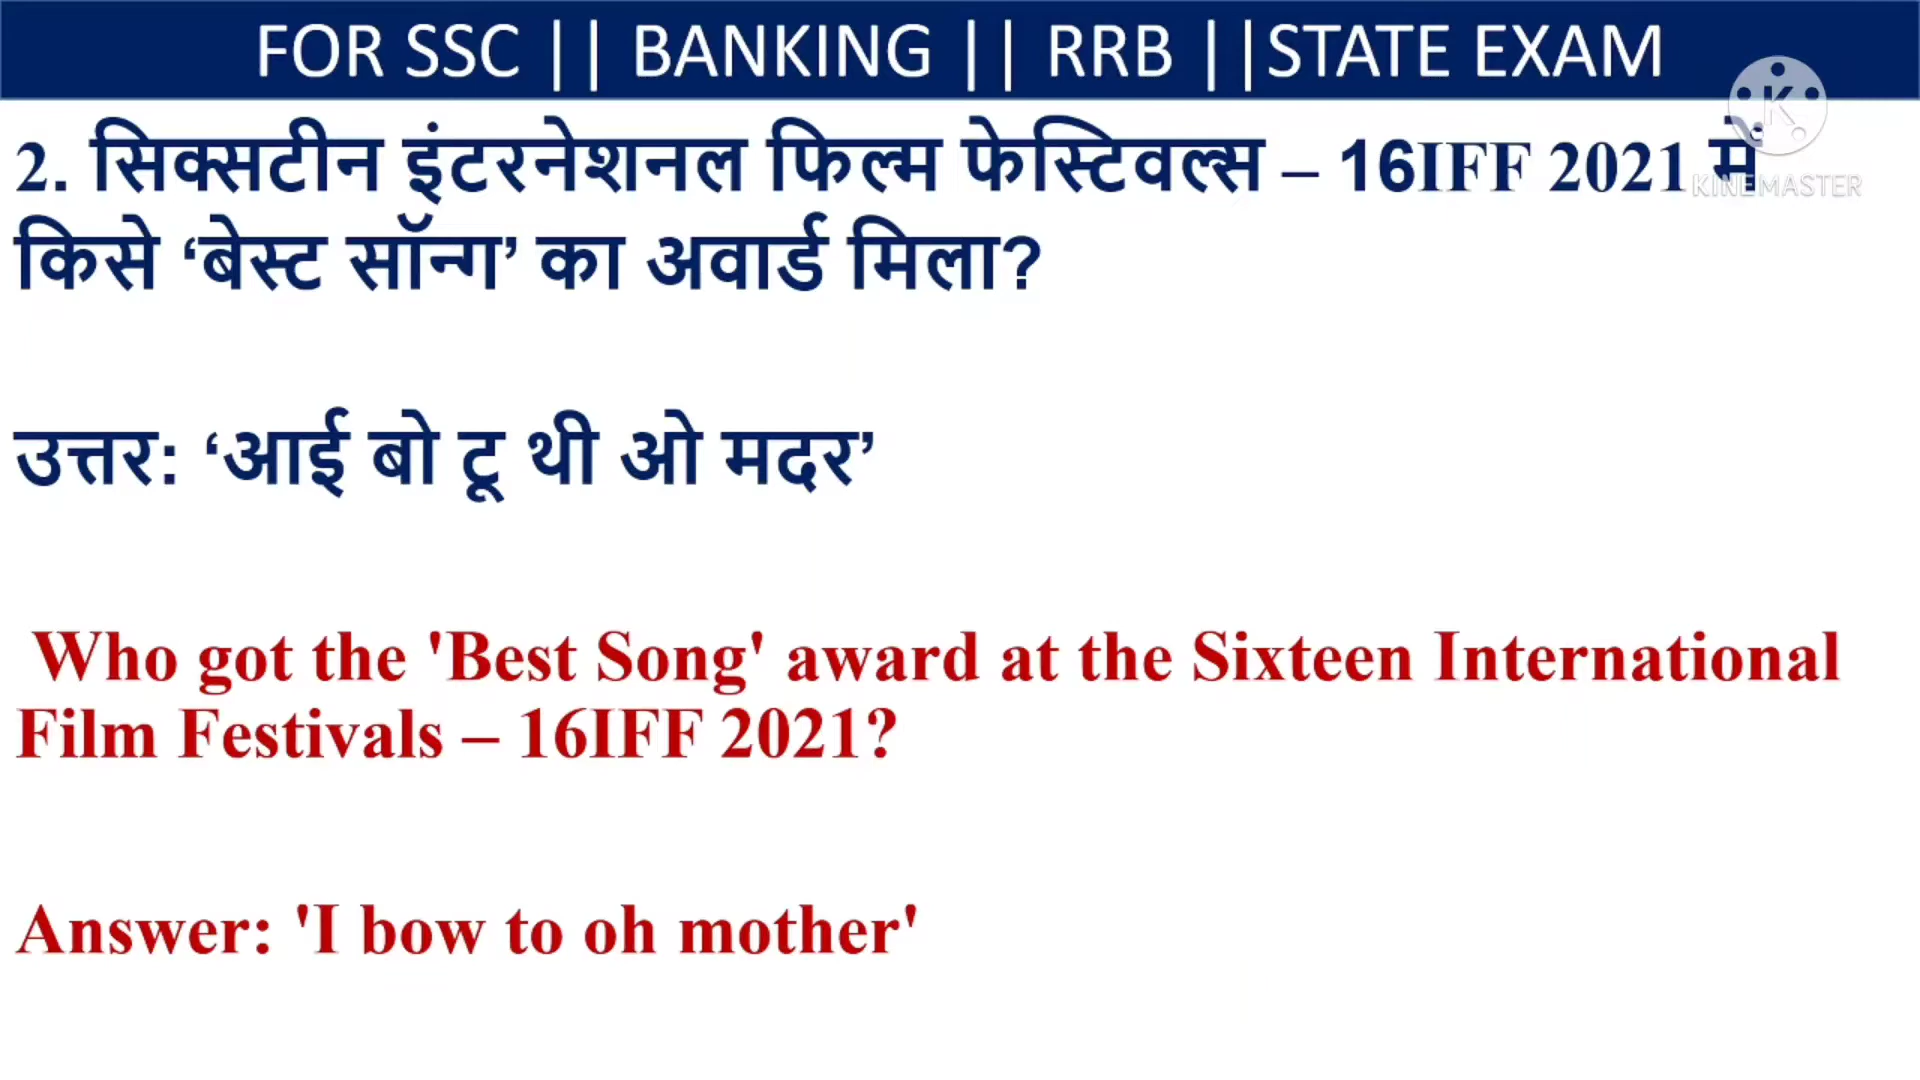 FOR SSC || BANKING || RRB ||STATE EXAM
2. सिक्सटीन इंटरनेशनल फिल्म फेस्टिवल्स – 16IFF 2021 में
KINEMASTER
किसे ‘बेस्ट सॉन्ग’ का अवार्ड मिला?
उत्तर: ‘आई बो टू थी ओ मदर’
Who got the 'Best Song' award at the Sixteen International
Film Festivals – 16IFF 2021?
Answer: 'I bow to oh mother'